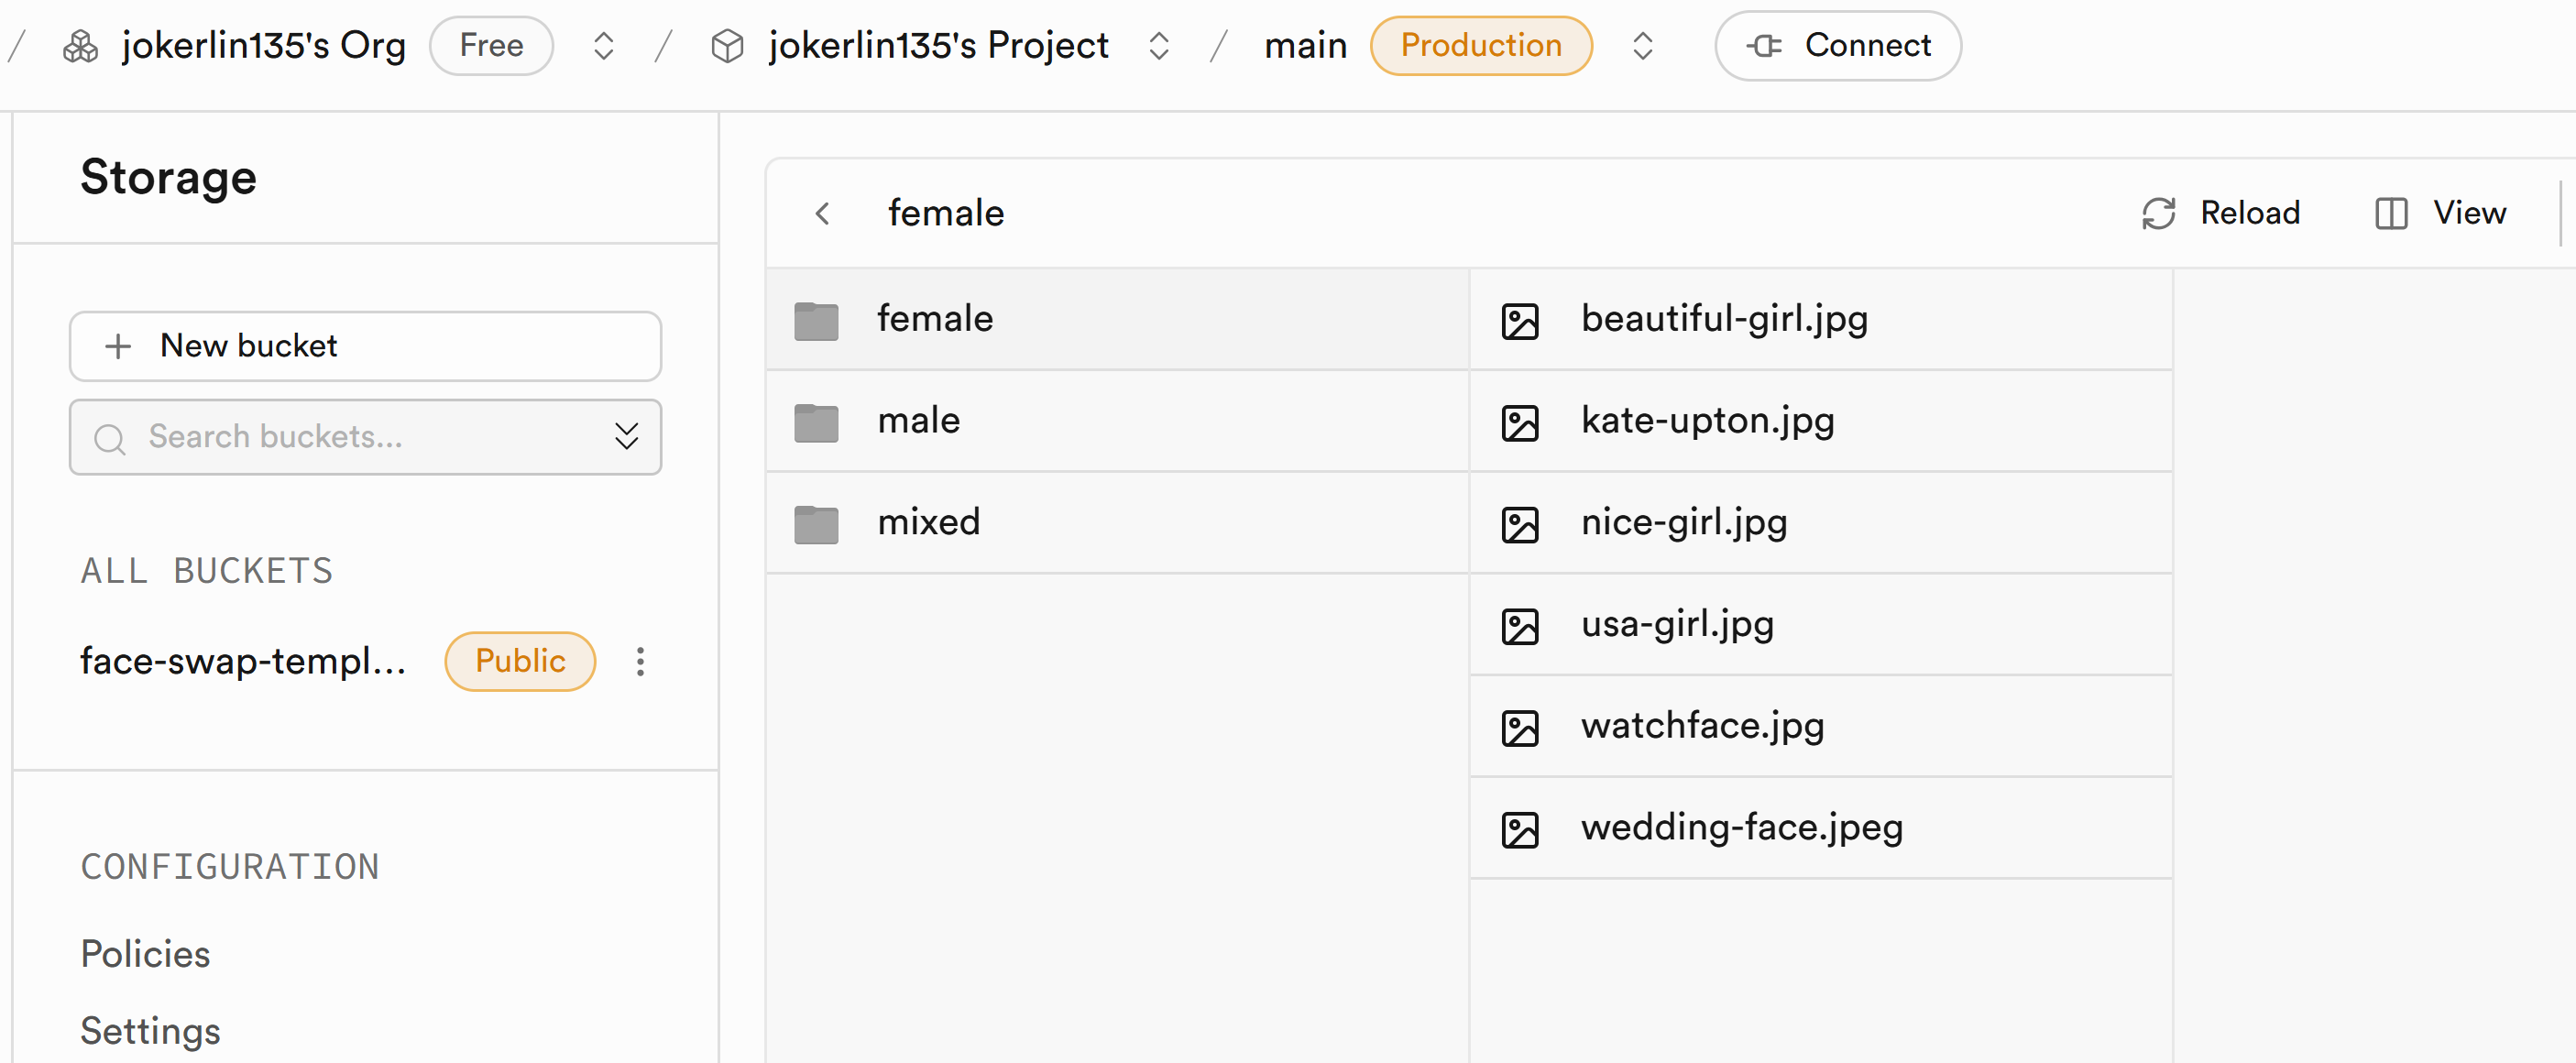 / jokerlin135's Org Free / jokerlin135's Project / main Production Connect
Storage
New bucket
Search buckets...
ALL BUCKETS
face-swap-templ... Public
CONFIGURATION
Policies
Settings
female Reload View
female
male
mixed
beautiful-girl.jpg
kate-upton.jpg
nice-girl.jpg
usa-girl.jpg
watchface.jpg
wedding-face.jpeg